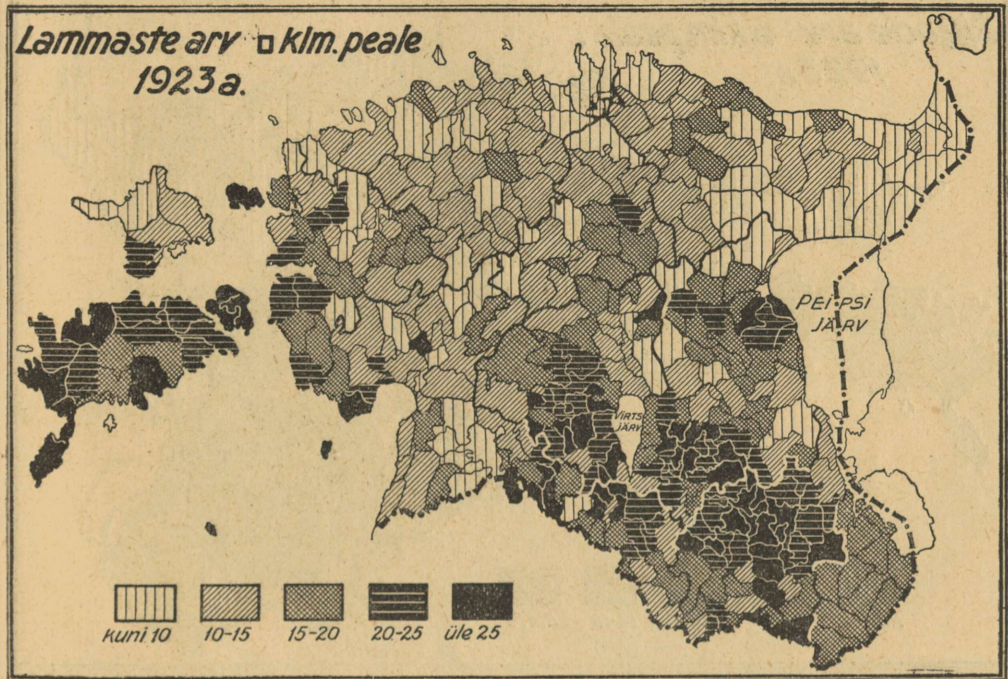 Lammaste arv □ klm. peale
1923 a.
PEIPSI
JÄRV
VIRTS
JÄRV
kuni 10
10-15
15-20
20-25
üle 25